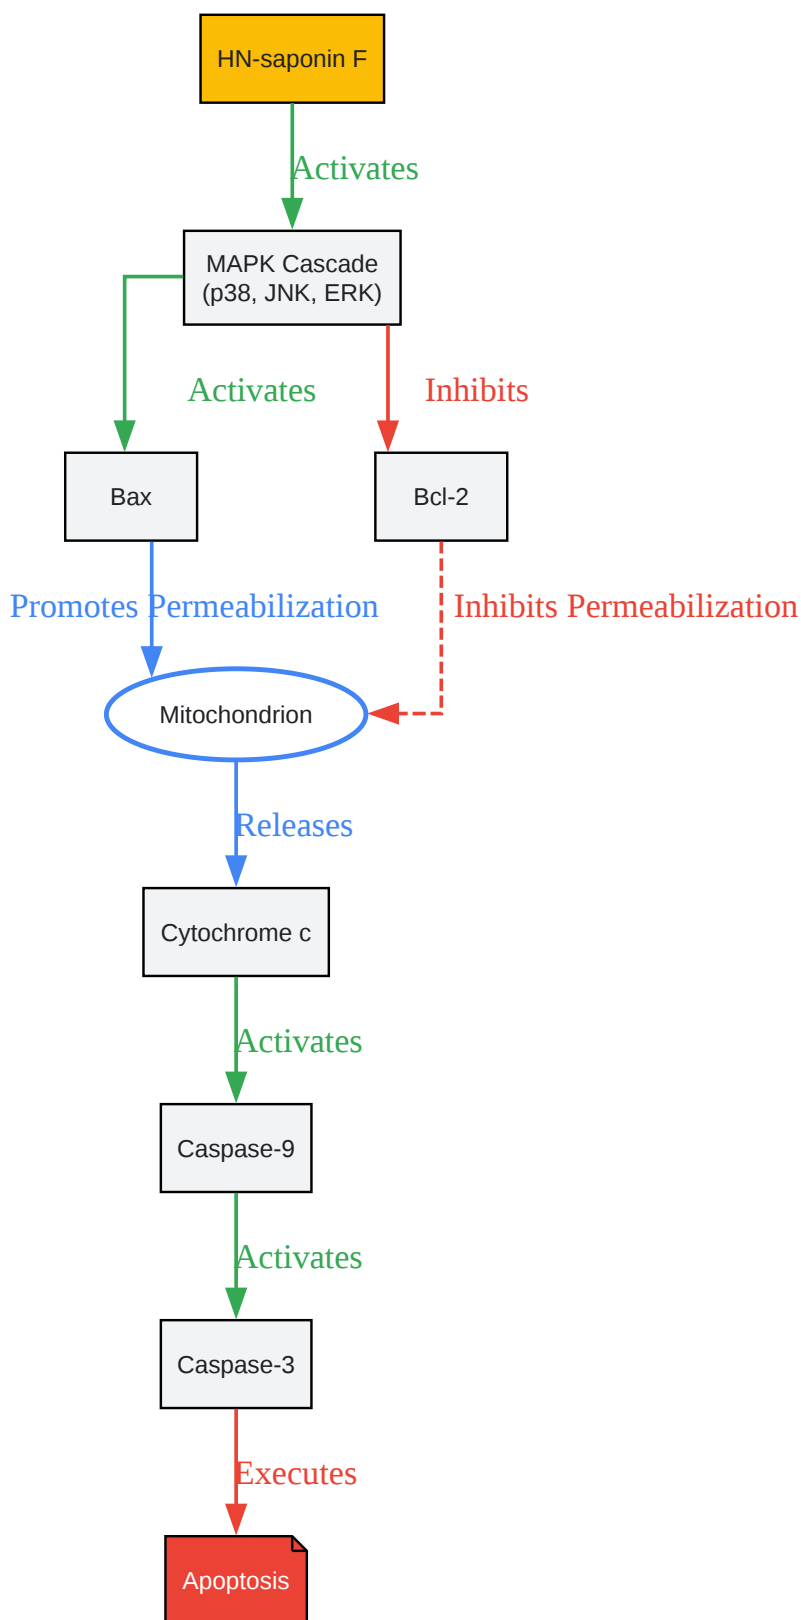 HN-saponin F
Activates
MAPK Cascade
(p38, JNK, ERK)
Activates
Inhibits
Bax
Bcl-2
Promotes Permeabilization
Inhibits Permeabilization
Mitochondrion
Releases
Cytochrome c
Activates
Caspase-9
Activates
Caspase-3
Executes
Apoptosis